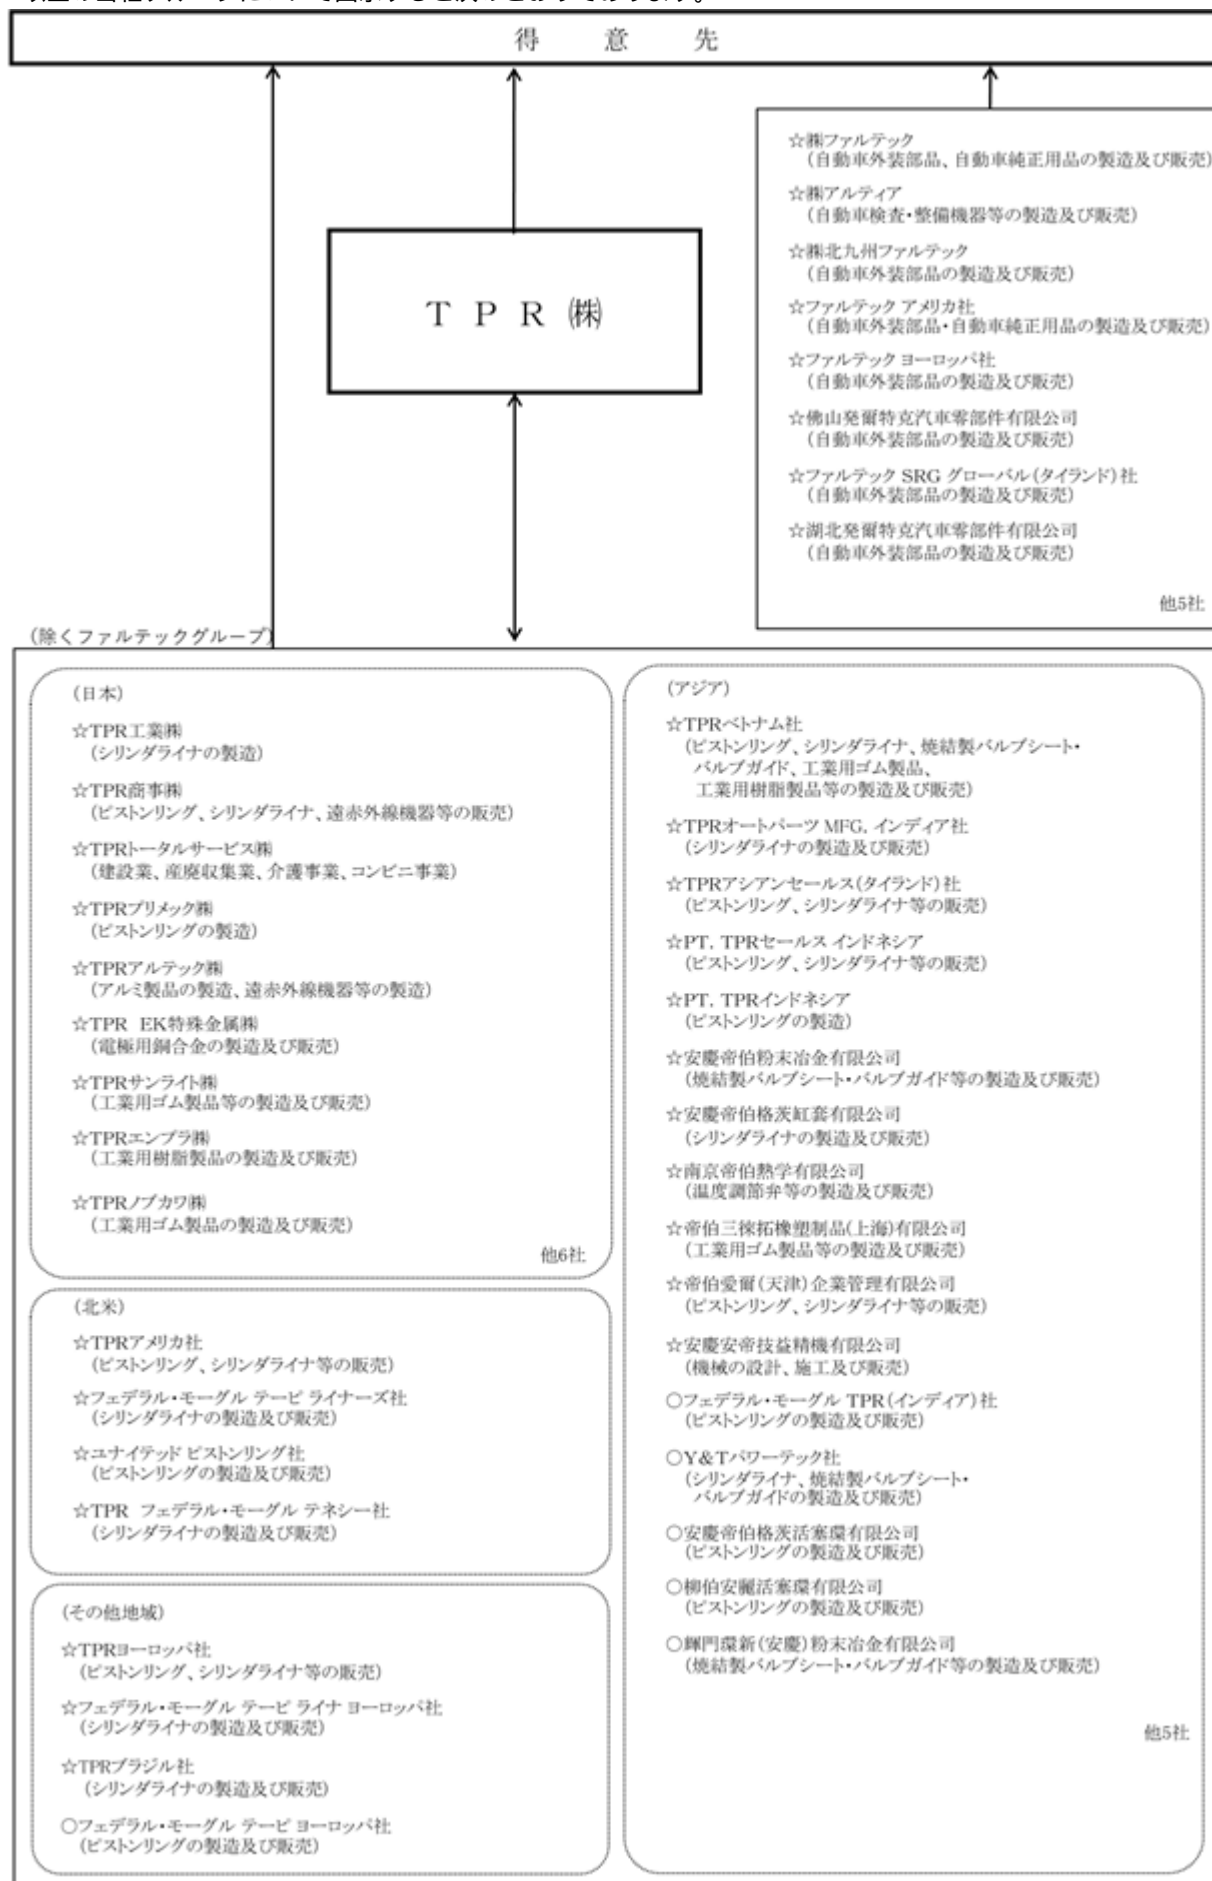 得意先
☆㈱ファルテック
(自動車外装部品、自動車純正用品の製造及び販売)
☆㈱アルティア
(自動車検査・整備機器等の製造及び販売)
☆㈱北九州ファルテック
(自動車外装部品の製造及び販売)
☆ファルテック アメリカ社
(自動車外装部品・自動車純正用品の製造及び販売)
☆ファルテック ヨーロッパ社
(自動車外装部品の製造及び販売)
☆佛山発爾特克汽車零部件有限公司
(自動車外装部品の製造及び販売)
☆ファルテック SRG グローバル(タイランド)社
(自動車外装部品の製造及び販売)
☆湖北発爾特克汽車零部件有限公司
(自動車外装部品の製造及び販売)
他5社
TPR㈱
(除くファルテックグループ)
(日本)
☆TPR工業㈱
(シリンダライナの製造)
☆TPR商事㈱
(ピストンリング、シリンダライナ、遠赤外線機器等の販売)
☆TPRトータルサービス㈱
(建設業、産廃収集業、介護事業、コンビニ事業)
☆TPRプリメック㈱
(ピストンリングの製造)
☆TPRアルテック㈱
(アルミ製品の製造、遠赤外線機器等の製造)
☆TPR EK特殊金属㈱
(電極用銅合金の製造及び販売)
☆TPRサンライト㈱
(工業用ゴム製品等の製造及び販売)
☆TPRエンプラ㈱
(工業用樹脂製品の製造及び販売)
☆TPRノブカワ㈱
(工業用ゴム製品の製造及び販売)
他6社
(北米)
☆TPRアメリカ社
(ピストンリング、シリンダライナ等の販売)
☆フェデラル・モーグル テーピ ライナーズ社
(シリンダライナの製造及び販売)
☆ユナイテッド ピストンリング社
(ピストンリングの製造及び販売)
☆TPR フェデラル・モーグル テネシー社
(シリンダライナの製造及び販売)
(その他地域)
☆TPRヨーロッパ社
(ピストンリング、シリンダライナ等の販売)
☆フェデラル・モーグル テーピ ライナ ヨーロッパ社
(シリンダライナの製造及び販売)
☆TPRブラジル社
(シリンダライナの製造及び販売)
○フェデラル・モーグル テーピ ヨーロッパ社
(ピストンリングの製造及び販売)
(アジア)
☆TPRベトナム社
(ピストンリング、シリンダライナ、焼結製バルブシート・
バルブガイド、工業用ゴム製品、
工業用樹脂製品等の製造及び販売)
☆TPRオートパーツ MFG. インディア社
(シリンダライナの製造及び販売)
☆TPRアシアンセールス(タイランド)社
(ピストンリング、シリンダライナ等の販売)
☆PT. TPRセールス インドネシア
(ピストンリング、シリンダライナ等の販売)
☆PT. TPRインドネシア
(ピストンリングの製造)
☆安慶帝伯粉末冶金有限公司
(焼結製バルブシート・バルブガイド等の製造及び販売)
☆安慶帝伯格茨缸套有限公司
(シリンダライナの製造及び販売)
☆南京帝伯熱学有限公司
(温度調節弁等の製造及び販売)
☆帝伯三徠拓橡塑制品(上海)有限公司
(工業用ゴム製品等の製造及び販売)
☆帝伯愛爾(天津)企業管理有限公司
(ピストンリング、シリンダライナ等の販売)
☆安慶安帝技益精機有限公司
(機械の設計、施工及び販売)
○フェデラル・モーグル TPR(インディア)社
(ピストンリングの製造及び販売)
○Y&Tパワーテック社
(シリンダライナ、焼結製バルブシート・
バルブガイドの製造及び販売)
○安慶帝伯格茨活塞環有限公司
(ピストンリングの製造及び販売)
○柳伯安麗活塞環有限公司
(ピストンリングの製造及び販売)
○輝門環新(安慶)粉末冶金有限公司
(焼結製バルブシート・バルブガイド等の製造及び販売)
他5社